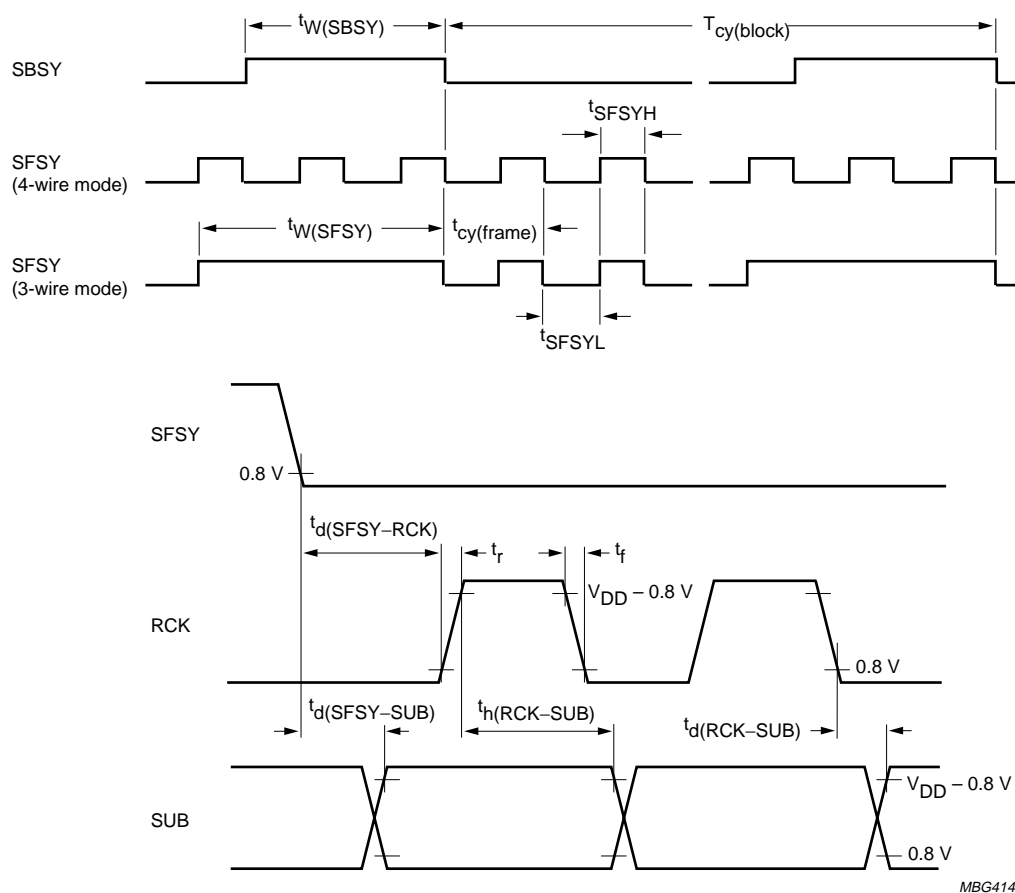 tW(SBSY)
Tcy(block)
SBSY
tSFSYH
SFSY
(4-wire mode)
tW(SFSY)
tcy(frame)
SFSY
(3-wire mode)
tSFSYL
SFSY
0.8 V
td(SFSY–RCK)
tr
tf
VDD – 0.8 V
RCK
0.8 V
td(SFSY–SUB)
th(RCK–SUB)
td(RCK–SUB)
VDD – 0.8 V
SUB
0.8 V
MBG414